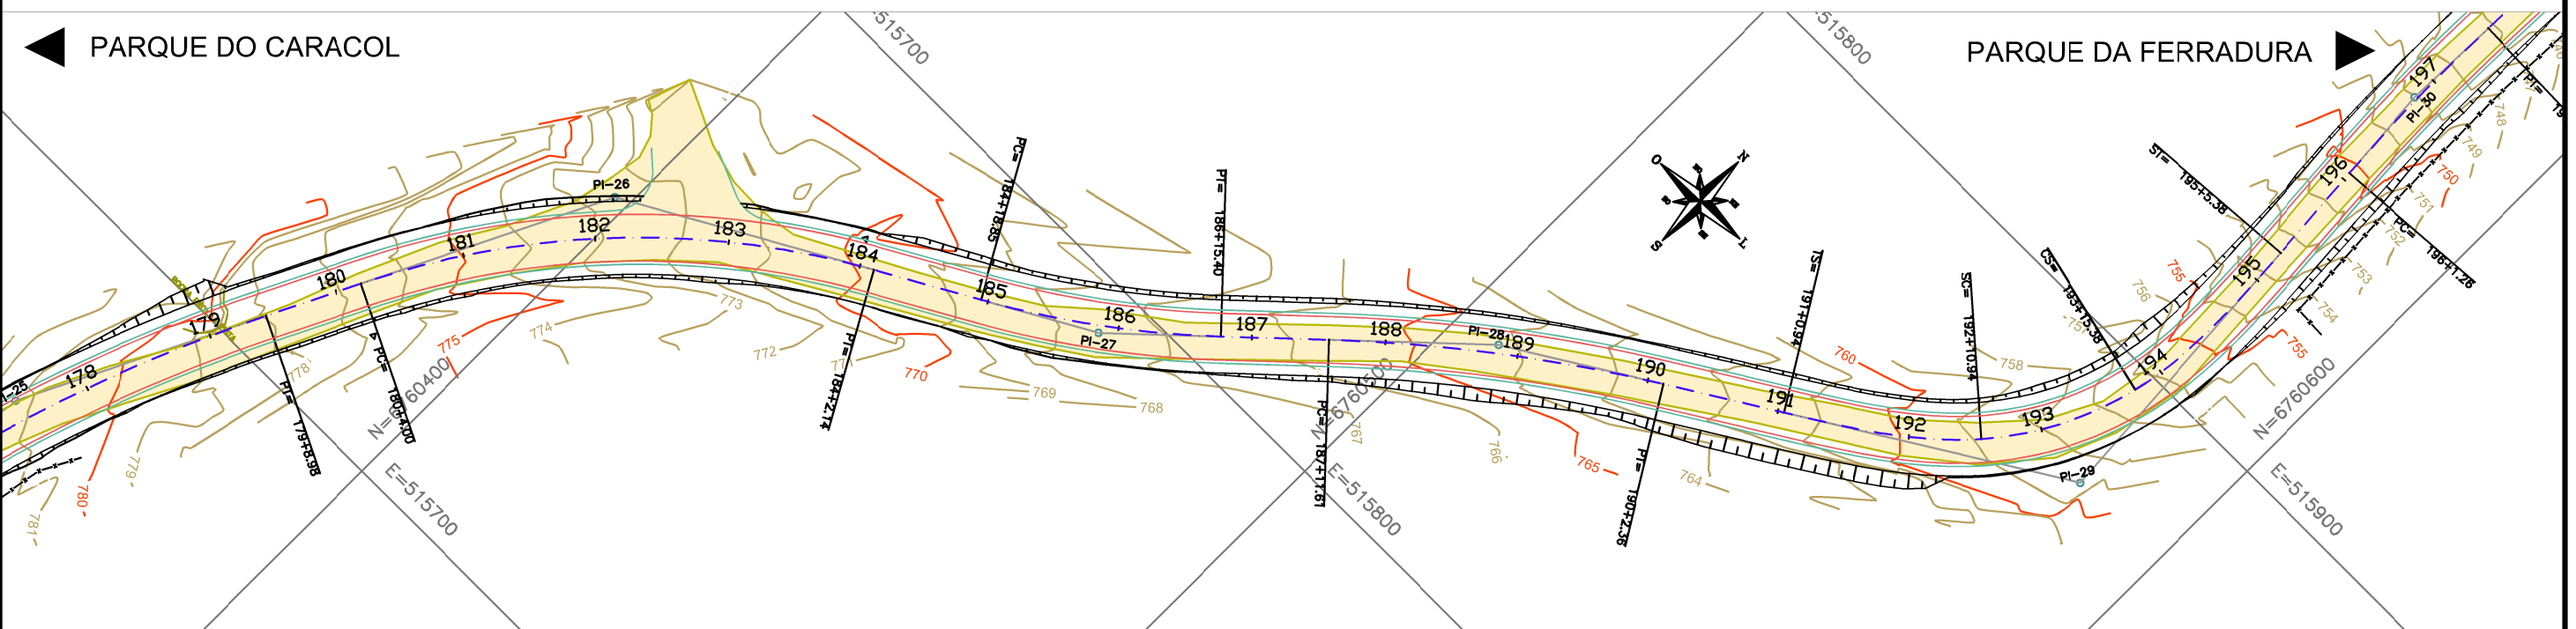 PARQUE DO CARACOL
PARQUE DA FERRADURA
E=515700
E=515800
178
179
180
181
182
183
184
185
186
187
188
189
190
191
192
193
194
195
196
197
PI-26
PI-27
PI-28
PI-29
PI-30
PI= 179+8.98
PC= 180+4.00
PT= 184+2.14
PC= 184+18.85
PT= 186+15.40
PC= 187+11.61
PT= 190+2.36
TS= 191+0.94
SC= 192+10.94
CS= 193+15.38
ST= 195+5.38
PC= 196+1.26
N=6760400
E=515700
N=6760500
E=515800
N=6760600
E=515900
O
N
S
L
781
780
779
778
775
774
773
772
770
769
768
767
766
765
764
760
758
756
755
755
754
753
752
751
750
749
748